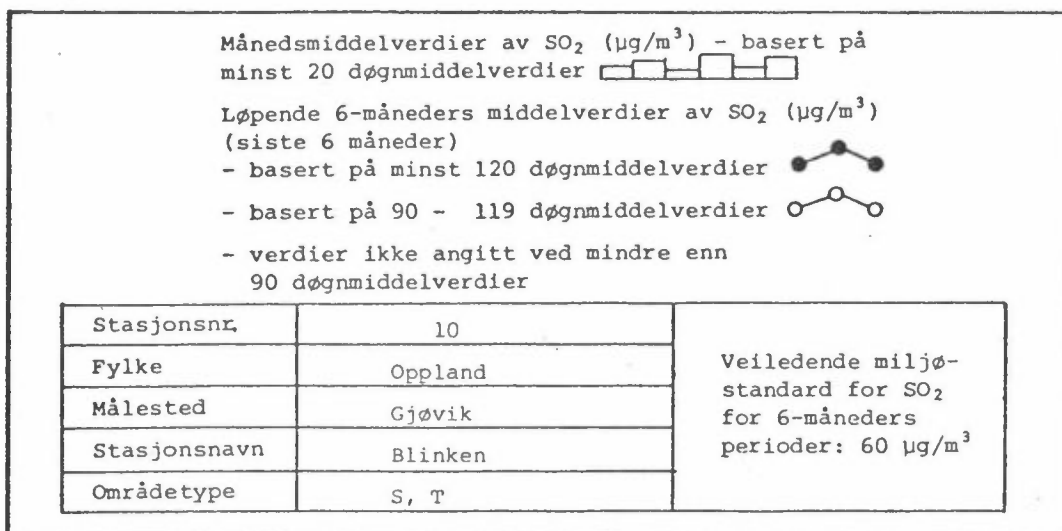 Månedsmiddelverdier av SO₂ (µg/m³) – basert på
minst 20 døgnmiddelverdier
Løpende 6-måneders middelverdier av SO₂ (µg/m³)
(siste 6 måneder)
– basert på minst 120 døgnmiddelverdier
– basert på 90 – 119 døgnmiddelverdier
– verdier ikke angitt ved mindre enn
90 døgnmiddelverdier
Stasjonsnr. 10
Fylke Oppland
Målested Gjøvik
Stasjonsnavn Blinken
Områdetype S, T
Veiledende miljø-
standard for SO₂
for 6-måneders
perioder: 60 µg/m³